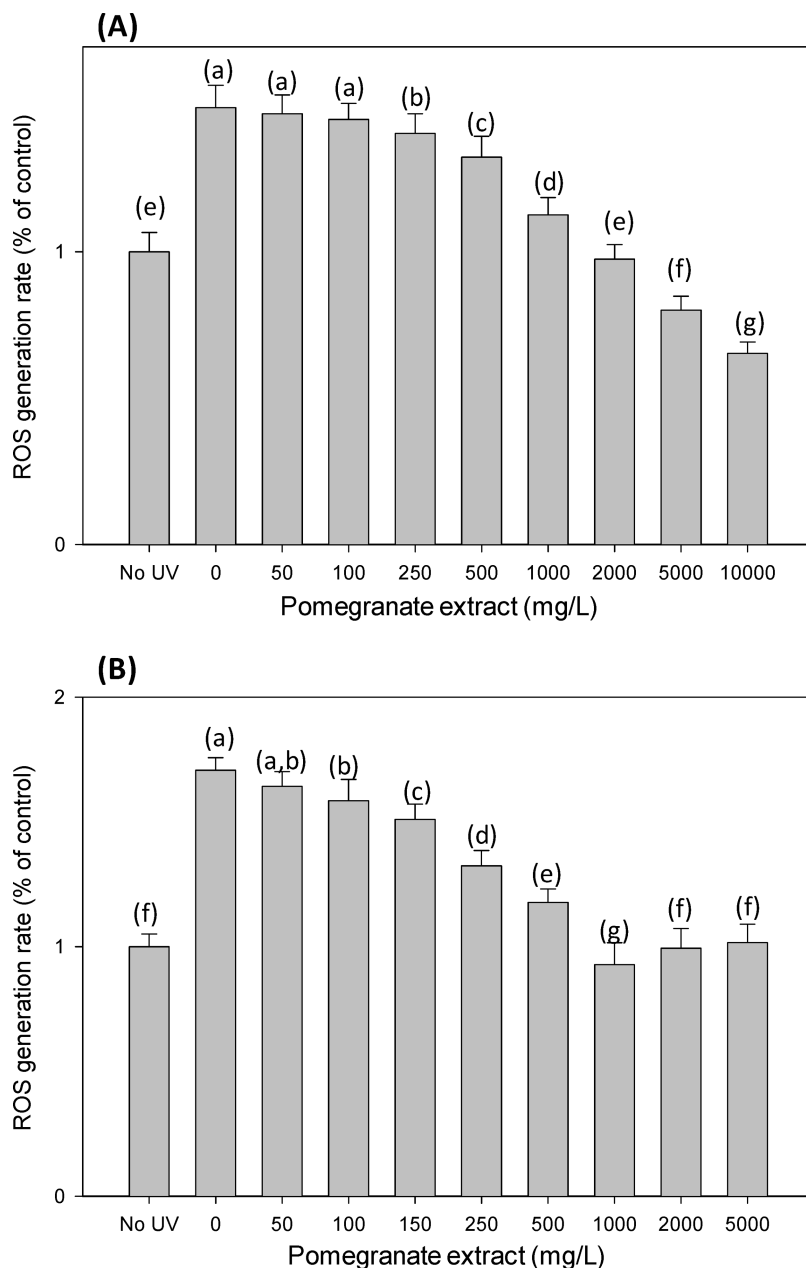 (A)
ROS generation rate (% of control)
1
0
(e)
(a)
(a)
(a)
(b)
(c)
(d)
(e)
(f)
(g)
No UV 0 50 100 250 500 1000 2000 5000 10000
Pomegranate extract (mg/L)
(B)
ROS generation rate (% of control)
2
1
0
(f)
(a)
(a,b)
(b)
(c)
(d)
(e)
(g)
(f)
(f)
No UV 0 50 100 150 250 500 1000 2000 5000
Pomegranate extract (mg/L)